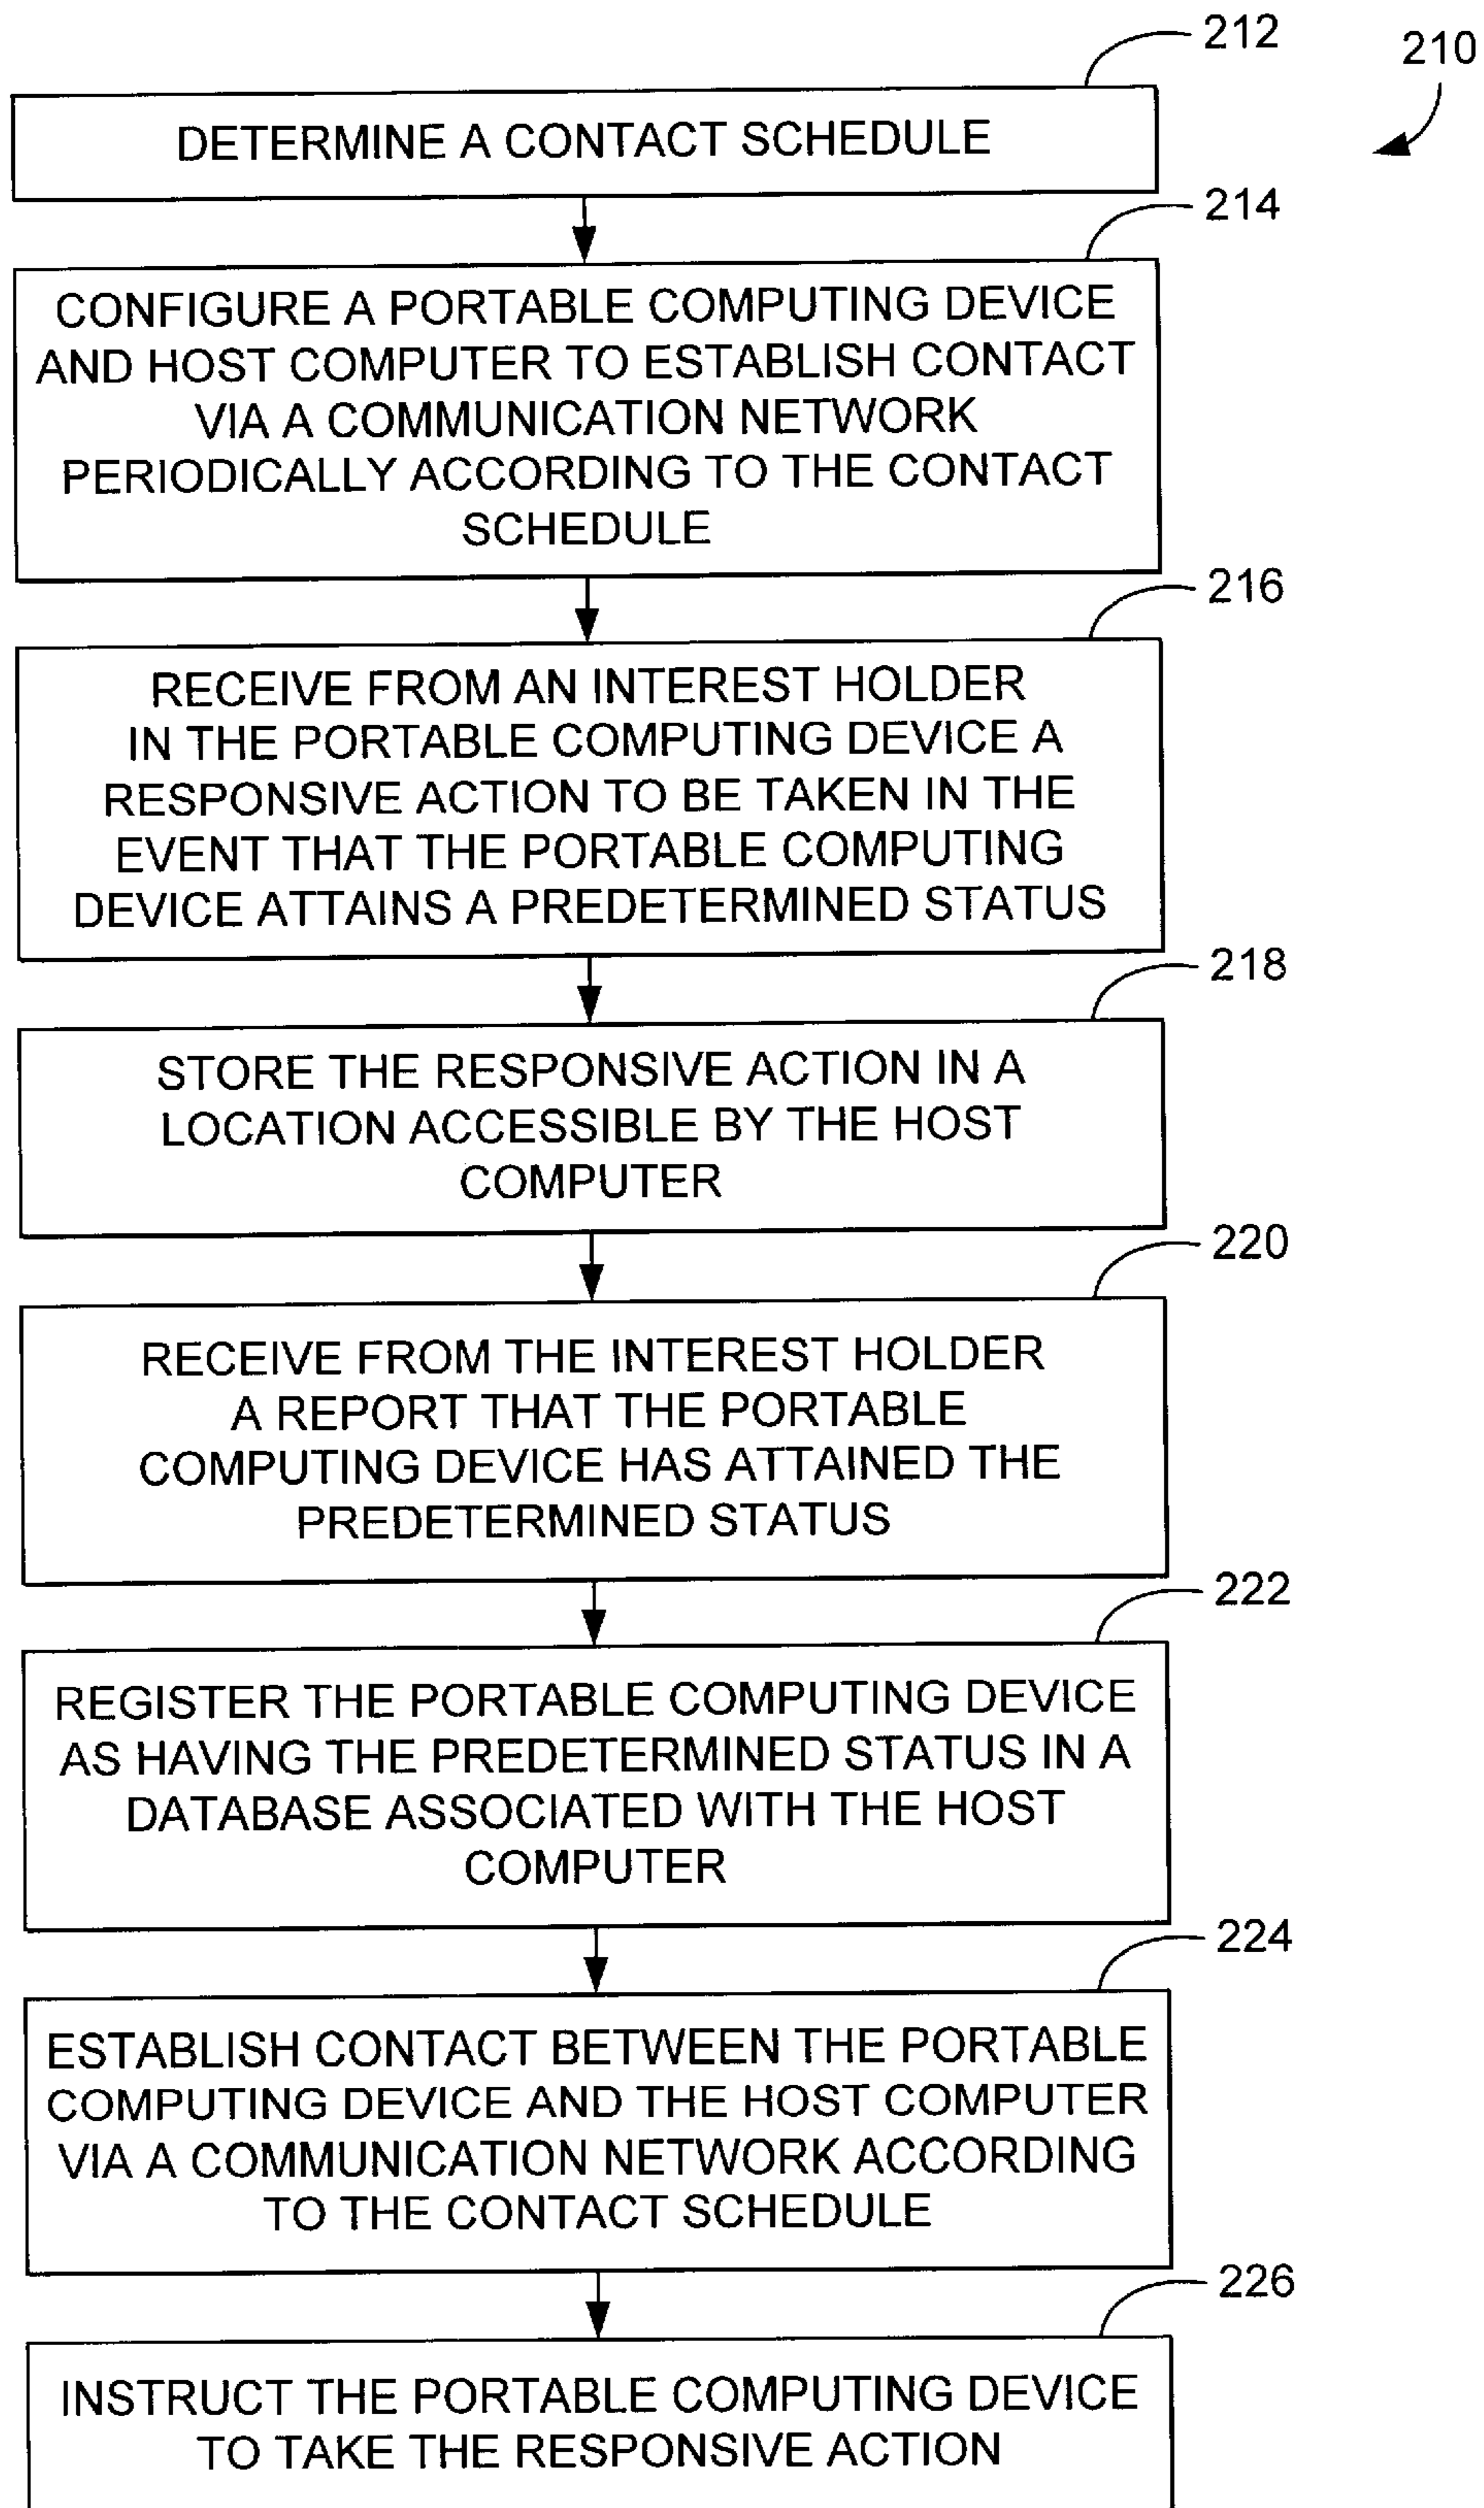 212
210
DETERMINE A CONTACT SCHEDULE
214
CONFIGURE A PORTABLE COMPUTING DEVICE
AND HOST COMPUTER TO ESTABLISH CONTACT
VIA A COMMUNICATION NETWORK
PERIODICALLY ACCORDING TO THE CONTACT
SCHEDULE
216
RECEIVE FROM AN INTEREST HOLDER
IN THE PORTABLE COMPUTING DEVICE A
RESPONSIVE ACTION TO BE TAKEN IN THE
EVENT THAT THE PORTABLE COMPUTING
DEVICE ATTAINS A PREDETERMINED STATUS
218
STORE THE RESPONSIVE ACTION IN A
LOCATION ACCESSIBLE BY THE HOST
COMPUTER
220
RECEIVE FROM THE INTEREST HOLDER
A REPORT THAT THE PORTABLE
COMPUTING DEVICE HAS ATTAINED THE
PREDETERMINED STATUS
222
REGISTER THE PORTABLE COMPUTING DEVICE
AS HAVING THE PREDETERMINED STATUS IN A
DATABASE ASSOCIATED WITH THE HOST
COMPUTER
224
ESTABLISH CONTACT BETWEEN THE PORTABLE
COMPUTING DEVICE AND THE HOST COMPUTER
VIA A COMMUNICATION NETWORK ACCORDING
TO THE CONTACT SCHEDULE
226
INSTRUCT THE PORTABLE COMPUTING DEVICE
TO TAKE THE RESPONSIVE ACTION